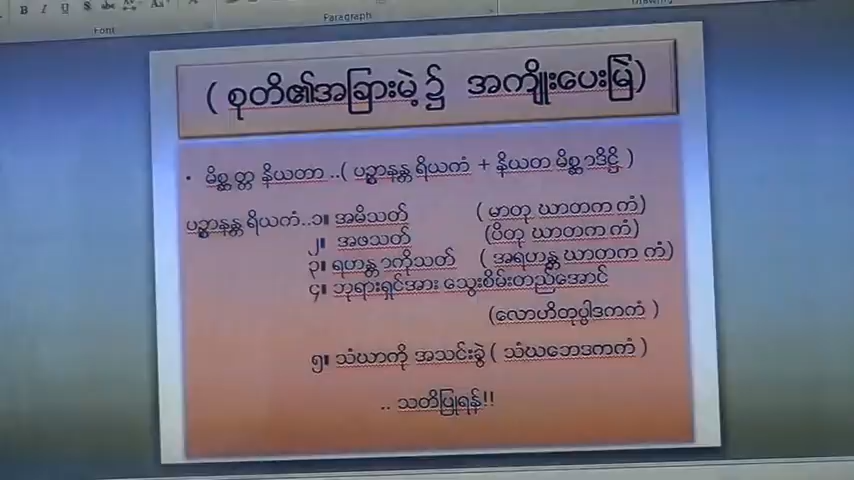 B I U S abc Aa
Font
Paragraph
Drawing
( စုတိ၏အခြားမဲ့၌ အကျိုးပေးမြဲ)
• မိစ္ဆတ္တ နိယတာ ..( ပဉ္စာနန္တ ရိယကံ + နိယတ မိစ္ဆာဒိဋ္ဌိ )
ပဉ္စာနန္တ ရိယကံ..၁။ အမိသတ် ( မာတု ဃာတက ကံ)
၂။ အဖသတ် (ပိတု ဃာတက ကံ)
၃။ ရဟန္တာကိုသတ် ( အရဟန္တ ဃာတက ကံ)
၄။ ဘုရားရှင်အား သွေးစိမ်းတည်အောင်
(လောဟိတုပ္ပါဒကကံ )
၅။ သံဃာကို အသင်းခွဲ ( သံဃဘေဒကကံ )
.. သတိပြုရန်!!